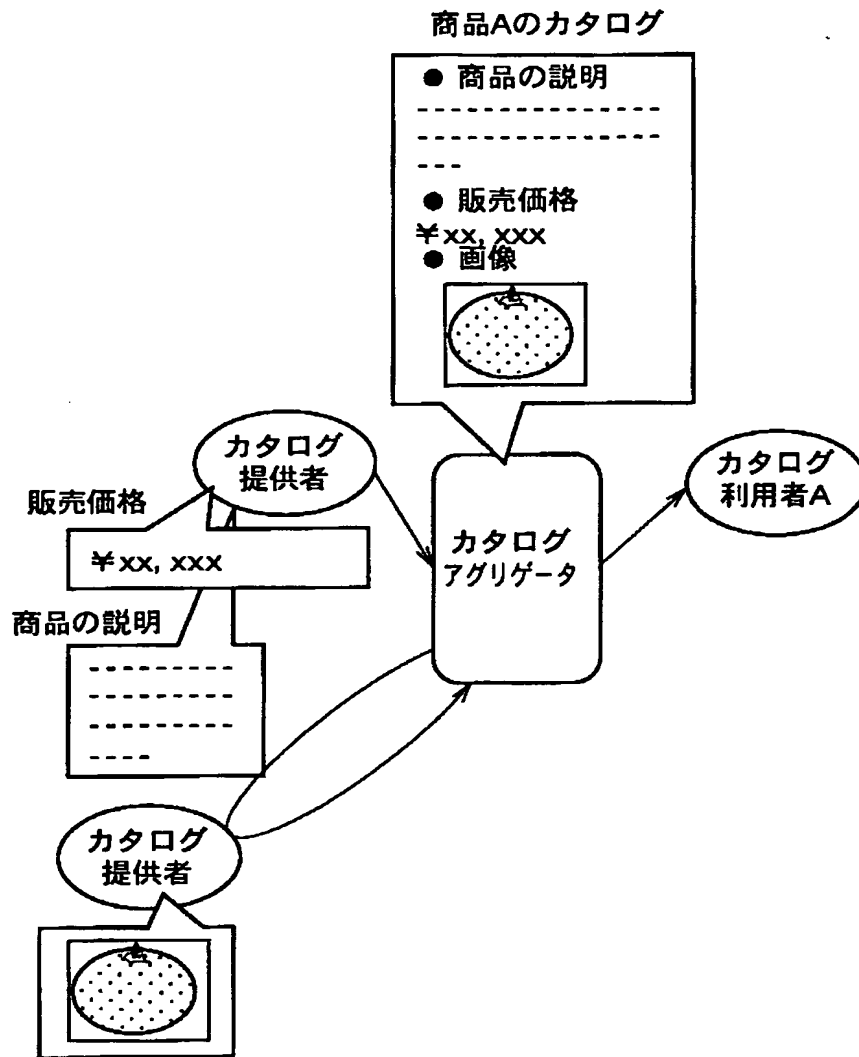 商品Aのカタログ
● 商品の説明
● 販売価格
¥xx, xxx
● 画像
カタログ
提供者
販売価格
¥xx, xxx
商品の説明
カタログ
アグリゲータ
カタログ
利用者A
カタログ
提供者